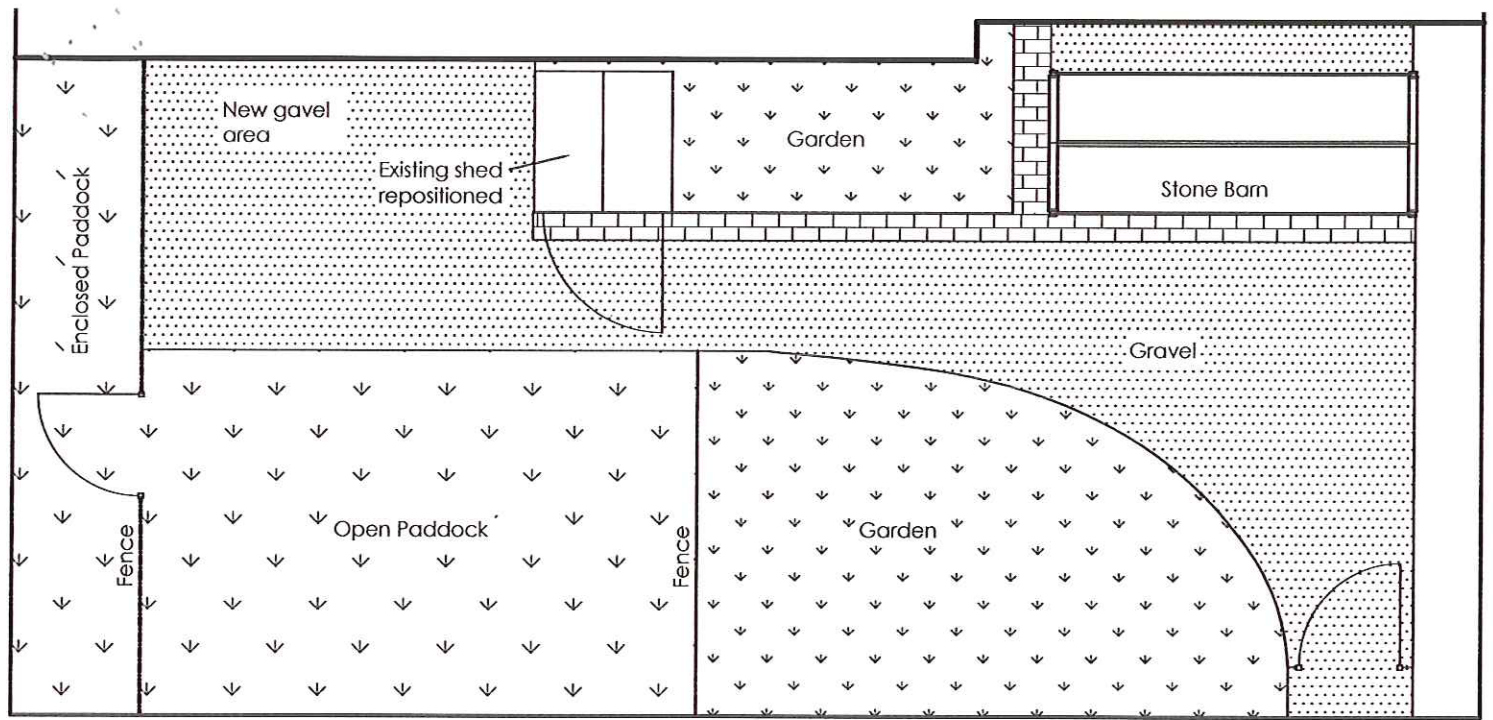 New gavel
area
Existing shed
repositioned
Garden
Stone Barn
Enclosed Paddock
Gravel
Open Paddock
Garden
Fence
Fence